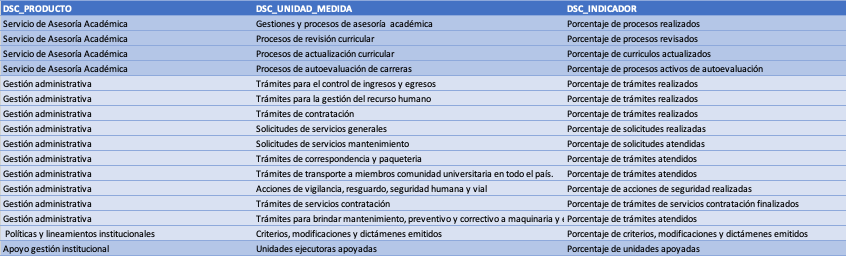 DSC_PRODUCTO DSC_UNIDAD_MEDIDA DSC_INDICADOR
Servicio de Asesoría Académica Gestiones y procesos de asesoría académica Porcentaje de procesos realizados
Servicio de Asesoría Académica Procesos de revisión curricular Porcentaje de procesos revisados
Servicio de Asesoría Académica Procesos de actualización curricular Porcentaje de curriculos actualizados
Servicio de Asesoría Académica Procesos de autoevaluación de carreras Porcentaje de procesos activos de autoevaluación
Gestión administrativa Trámites para el control de ingresos y egresos Porcentaje de trámites realizados
Gestión administrativa Trámites para la gestión del recurso humano Porcentaje de trámites realizados
Gestión administrativa Trámites de contratación Porcentaje de trámites realizados
Gestión administrativa Solicitudes de servicios generales Porcentaje de solicitudes realizadas
Gestión administrativa Solicitudes de servicios mantenimiento Porcentaje de solicitudes atendidas
Gestión administrativa Trámites de correspondencia y paqueteria Porcentaje de trámites atendidos
Gestión administrativa Trámites de transporte a miembros comunidad universitaria en todo el país. Porcentaje de trámites atendidos
Gestión administrativa Acciones de vigilancia, resguardo, seguridad humana y vial Porcentaje de acciones de seguridad realizadas
Gestión administrativa Trámites de servicios contratación Porcentaje de trámites de servicios contratación finalizados
Gestión administrativa Trámites para brindar mantenimiento, preventivo y correctivo a maquinaria y e Porcentaje de trámites atendidos
Políticas y lineamientos institucionales Criterios, modificaciones y dictámenes emitidos Porcentaje de criterios, modificaciones y dictámenes emitidos
Apoyo gestión institucional Unidades ejecutoras apoyadas Porcentaje de unidades apoyadas